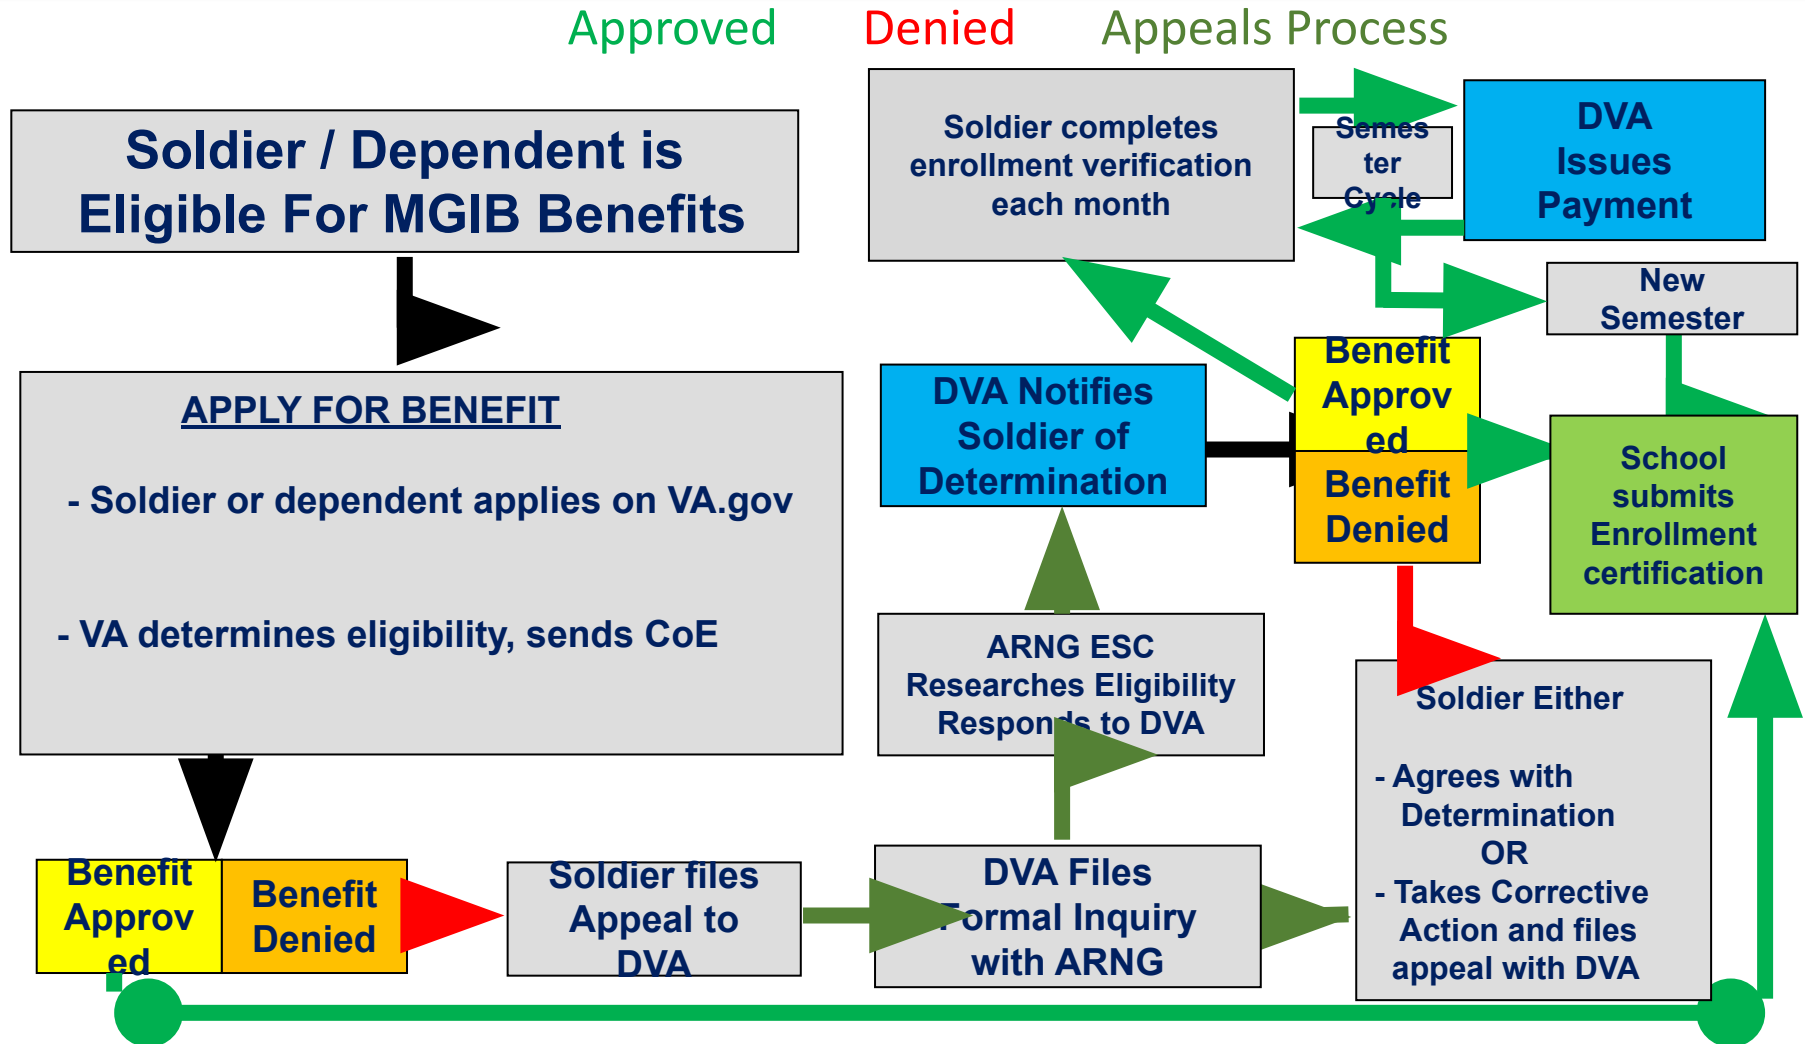 Approved Denied Appeals Process
Soldier / Dependent is
Eligible For MGIB Benefits
APPLY FOR BENEFIT
- Soldier or dependent applies on VA.gov
- VA determines eligibility, sends CoE
Benefit
Approv
ed
Benefit
Denied
Soldier files
Appeal to
DVA
DVA Files
Formal Inquiry
with ARNG
ARNG ESC
Researches Eligibility
Responds to DVA
DVA Notifies
Soldier of
Determination
Benefit
Approv
ed
Benefit
Denied
Soldier Either
- Agrees with
Determination
OR
- Takes Corrective
Action and files
appeal with DVA
Soldier completes
enrollment verification
each month
Semes
ter
Cycle
DVA
Issues
Payment
New
Semester
School
submits
Enrollment
certification